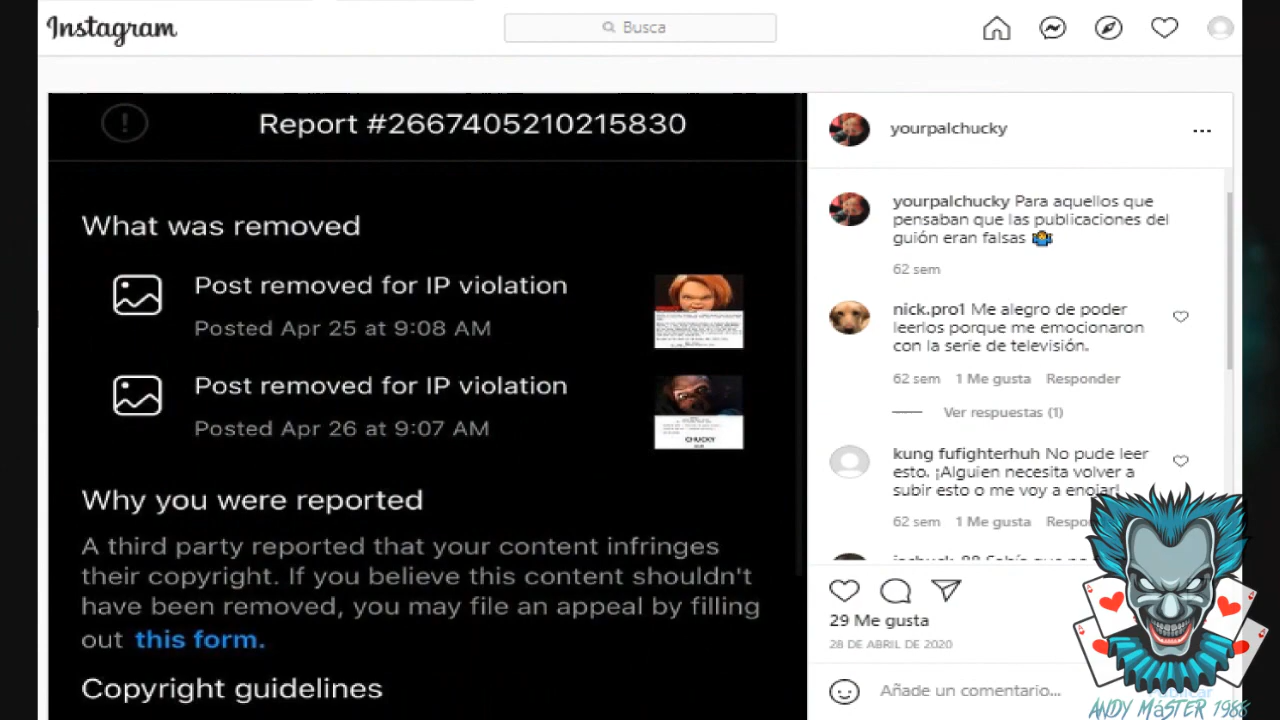 Instagram
Busca
Report #2667405210215830
What was removed
Post removed for IP violation
Posted Apr 25 at 9:08 AM
Post removed for IP violation
Posted Apr 26 at 9:07 AM
CHUCKY
Why you were reported
A third party reported that your content infringes
their copyright. If you believe this content shouldn't
have been removed, you may file an appeal by filling
out this form.
Copyright guidelines
yourpalchucky
yourpalchucky Para aquellos que
pensaban que las publicaciones del
guión eran falsas
62 sem
nick.pro1 Me alegro de poder
leerlos porque me emocionaron
con la serie de televisión.
62 sem 1 Me gusta Responder
Ver respuestas (1)
kung fufighterhuh No pude leer
esto. ¡Alguien necesita volver a
subir esto o me voy a enojar!
62 sem 1 Me gusta
29 Me gusta
28 DE ABRIL DE 2020
Añade un comentario...
ANDY MáSTER 1988